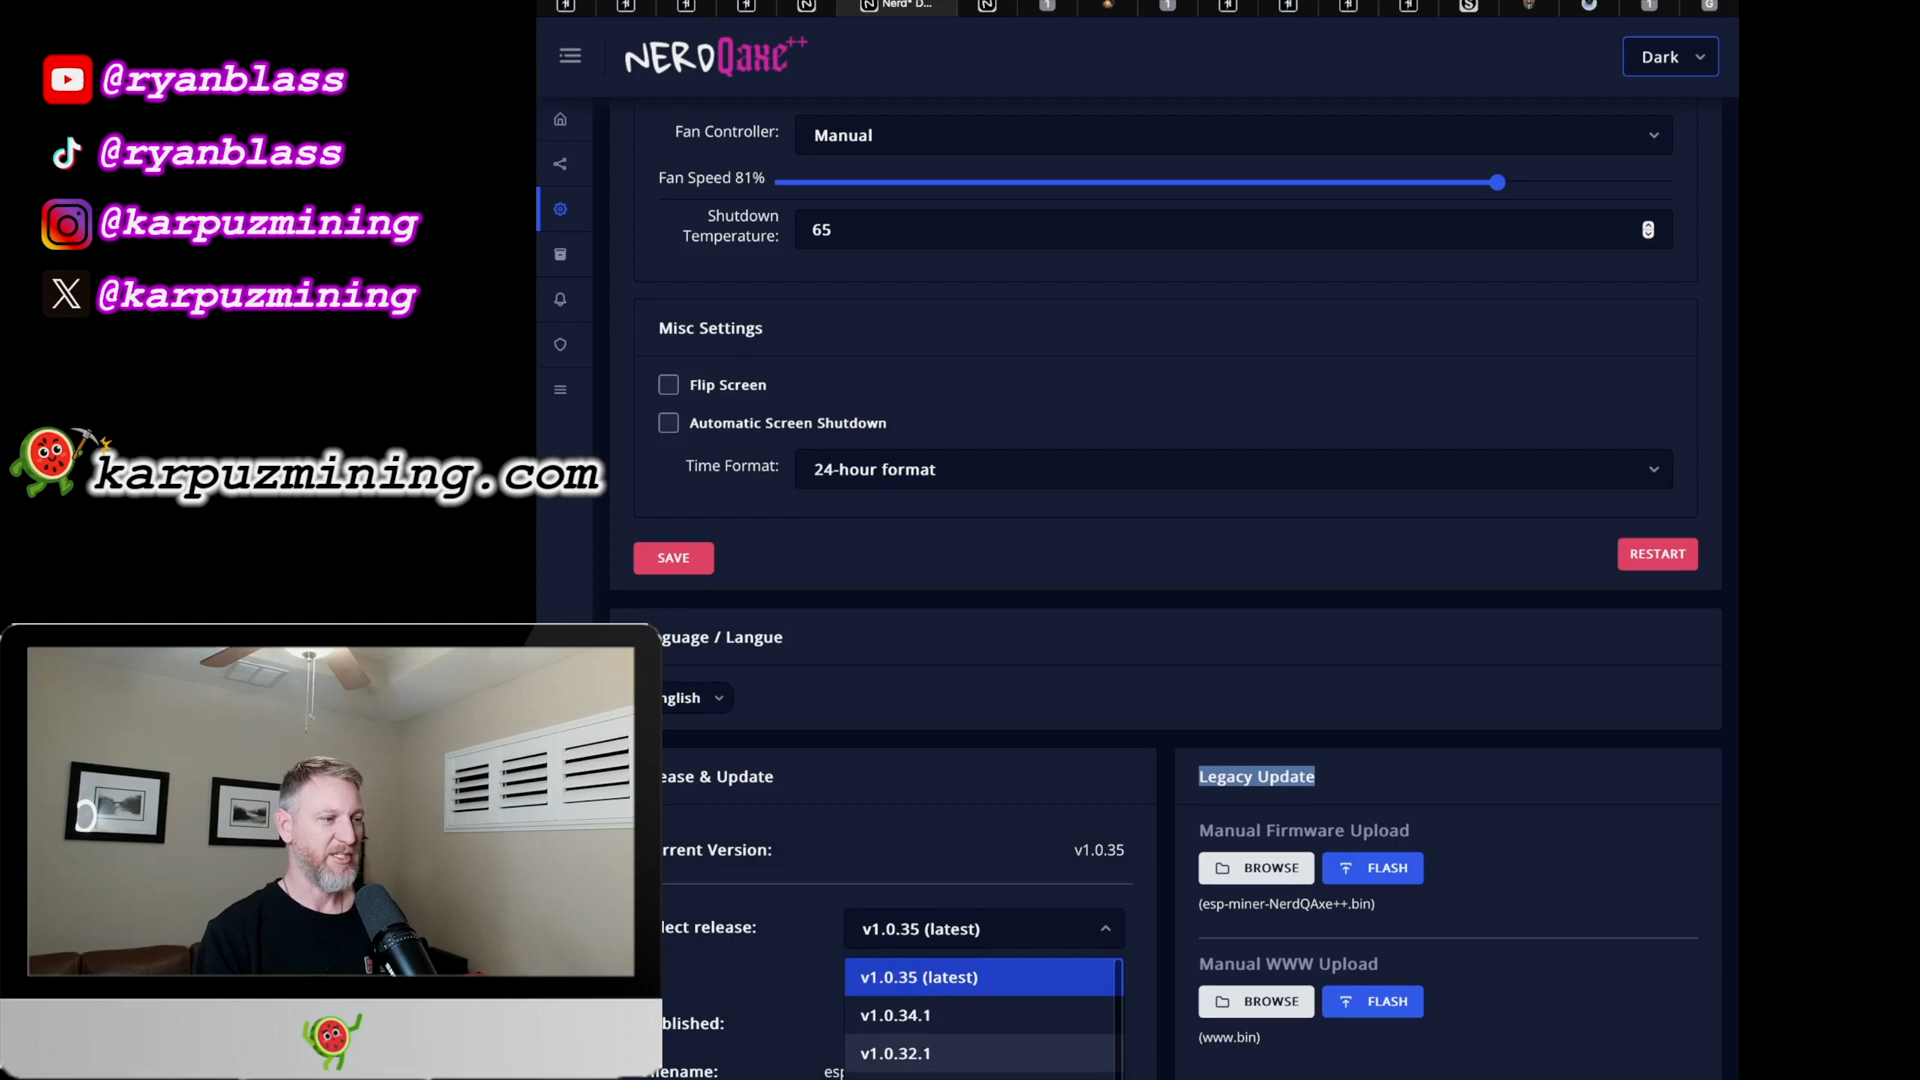 Nerd* D...
@ryanblass
@ryanblass
@karpuzmining
@karpuzmining
karpuzmining.com
NERDQaxe++
Dark
Fan Controller:
Manual
Fan Speed 81%
Shutdown
Temperature:
65
Misc Settings
Flip Screen
Automatic Screen Shutdown
Time Format:
24-hour format
SAVE
RESTART
guage / Langue
nglish
ease & Update
rrent Version:
v1.0.35
lect release:
v1.0.35 (latest)
v1.0.35 (latest)
v1.0.34.1
v1.0.32.1
blished:
lename:
esp
Legacy Update
Manual Firmware Upload
BROWSE
FLASH
(esp-miner-NerdQAxe++.bin)
Manual WWW Upload
BROWSE
FLASH
(www.bin)